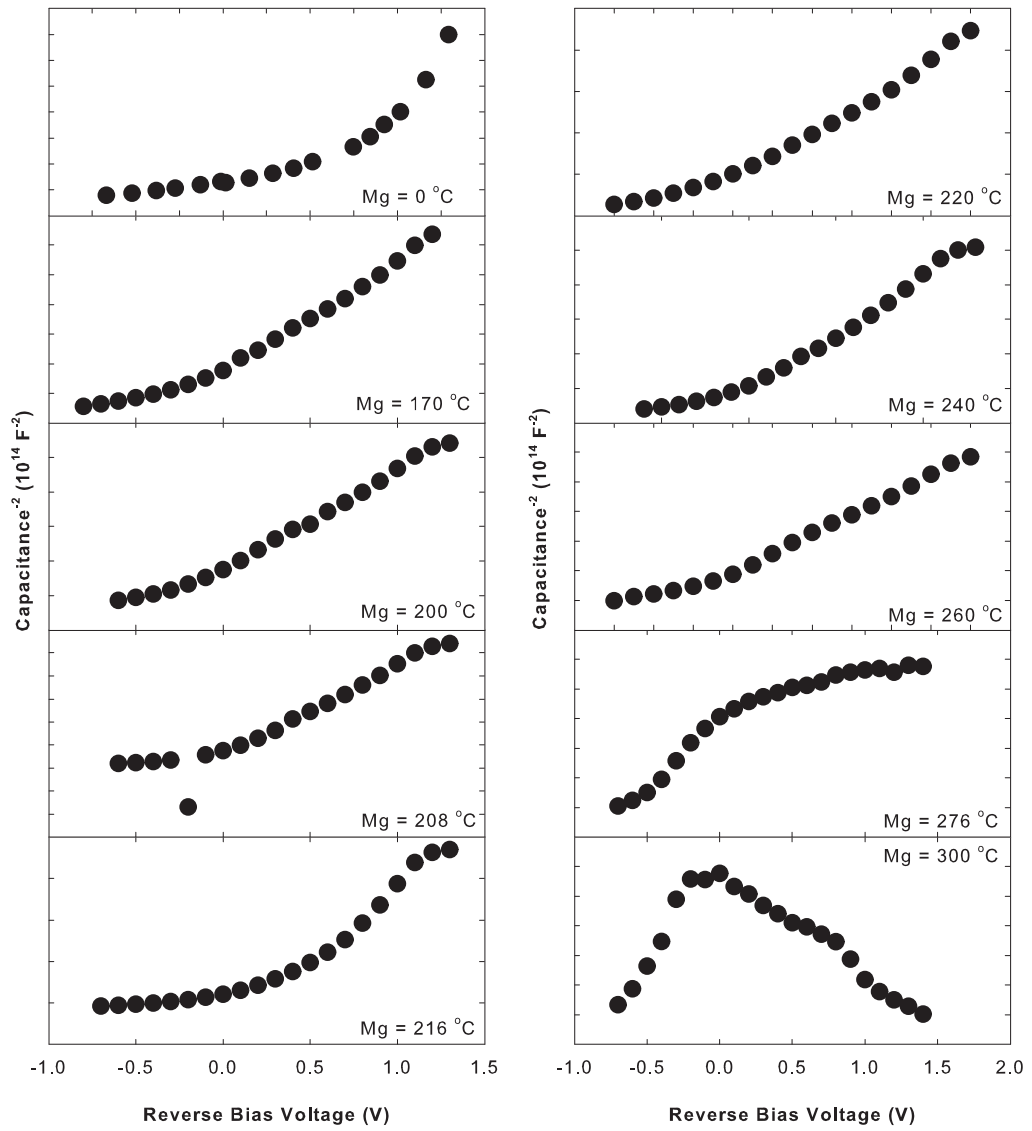 Capacitance⁻² (10¹⁴ F⁻²)
Mg = 0 °C
Mg = 170 °C
Mg = 200 °C
Mg = 208 °C
Mg = 216 °C
-1.0 -0.5 0.0 0.5 1.0 1.5
Reverse Bias Voltage (V)
Capacitance⁻² (10¹⁴ F⁻²)
Mg = 220 °C
Mg = 240 °C
Mg = 260 °C
Mg = 276 °C
Mg = 300 °C
-1.0 -0.5 0.0 0.5 1.0 1.5 2.0
Reverse Bias Voltage (V)